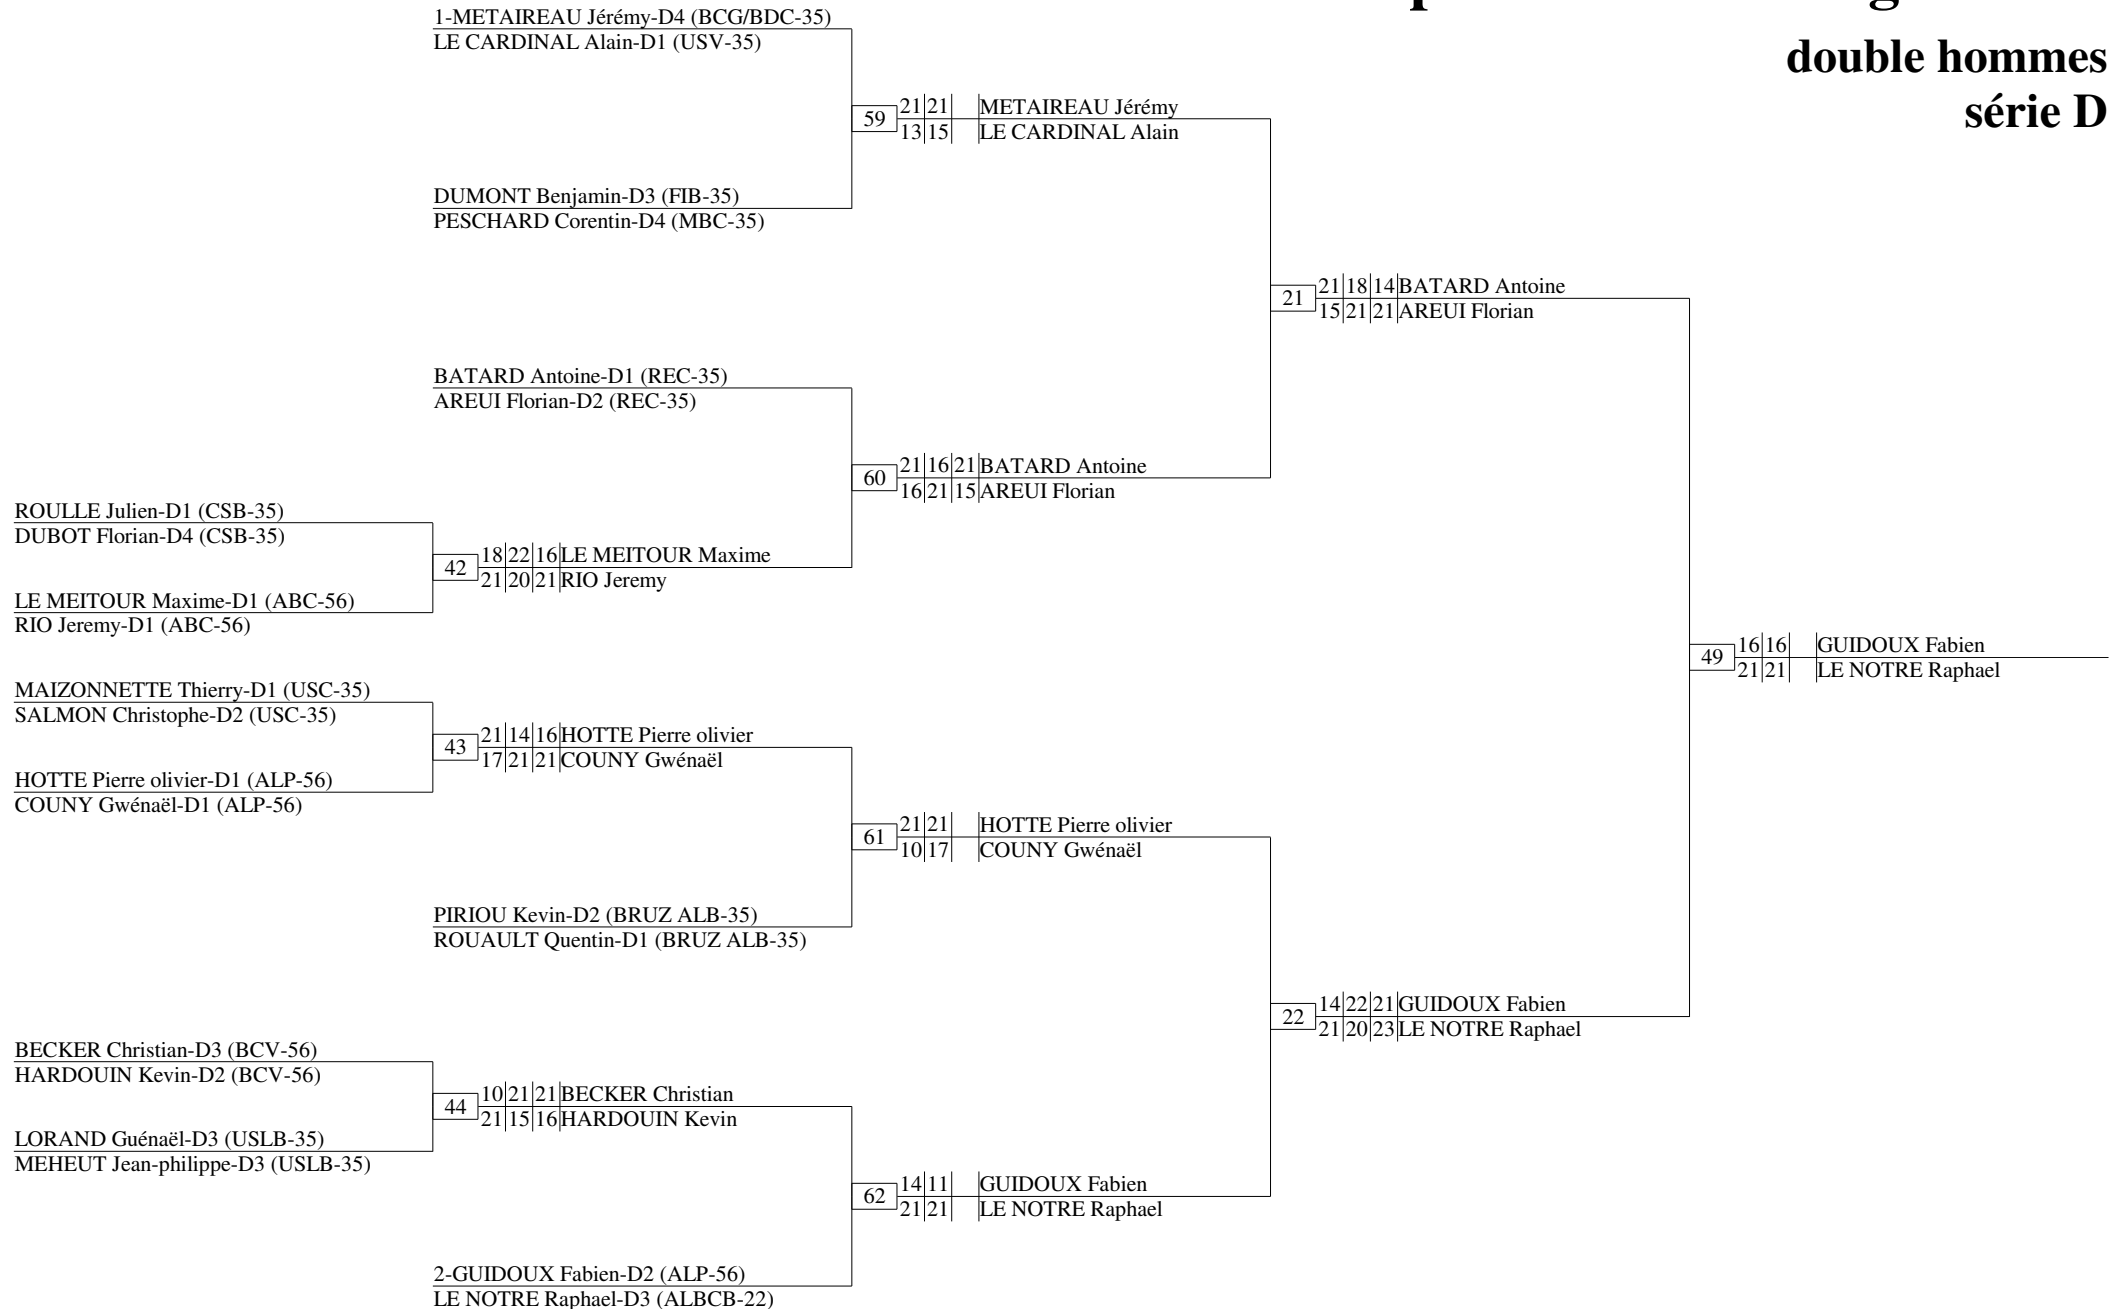 double hommes
série D
1-METAIREAU Jérémy-D4 (BCG/BDC-35)
LE CARDINAL Alain-D1 (USV-35)
59
21 21
13 15
METAIREAU Jérémy
LE CARDINAL Alain
DUMONT Benjamin-D3 (FIB-35)
PESCHARD Corentin-D4 (MBC-35)
21
21 18 14 BATARD Antoine
15 21 21 AREUI Florian
BATARD Antoine-D1 (REC-35)
AREUI Florian-D2 (REC-35)
60
21 16 21 BATARD Antoine
16 21 15 AREUI Florian
ROULLE Julien-D1 (CSB-35)
DUBOT Florian-D4 (CSB-35)
42
18 22 16 LE MEITOUR Maxime
21 20 21 RIO Jeremy
LE MEITOUR Maxime-D1 (ABC-56)
RIO Jeremy-D1 (ABC-56)
49
16 16 GUIDOUX Fabien
21 21 LE NOTRE Raphael
MAIZONNETTE Thierry-D1 (USC-35)
SALMON Christophe-D2 (USC-35)
43
21 14 16 HOTTE Pierre olivier
17 21 21 COUNY Gwénaël
HOTTE Pierre olivier-D1 (ALP-56)
COUNY Gwénaël-D1 (ALP-56)
61
21 21 HOTTE Pierre olivier
10 17 COUNY Gwénaël
PIRIOU Kevin-D2 (BRUZ ALB-35)
ROUAULT Quentin-D1 (BRUZ ALB-35)
22
14 22 21 GUIDOUX Fabien
21 20 23 LE NOTRE Raphael
BECKER Christian-D3 (BCV-56)
HARDOUIN Kevin-D2 (BCV-56)
44
10 21 21 BECKER Christian
21 15 16 HARDOUIN Kevin
LORAND Guénaël-D3 (USLB-35)
MEHEUT Jean-philippe-D3 (USLB-35)
62
14 11 GUIDOUX Fabien
21 21 LE NOTRE Raphael
2-GUIDOUX Fabien-D2 (ALP-56)
LE NOTRE Raphael-D3 (ALBCB-22)